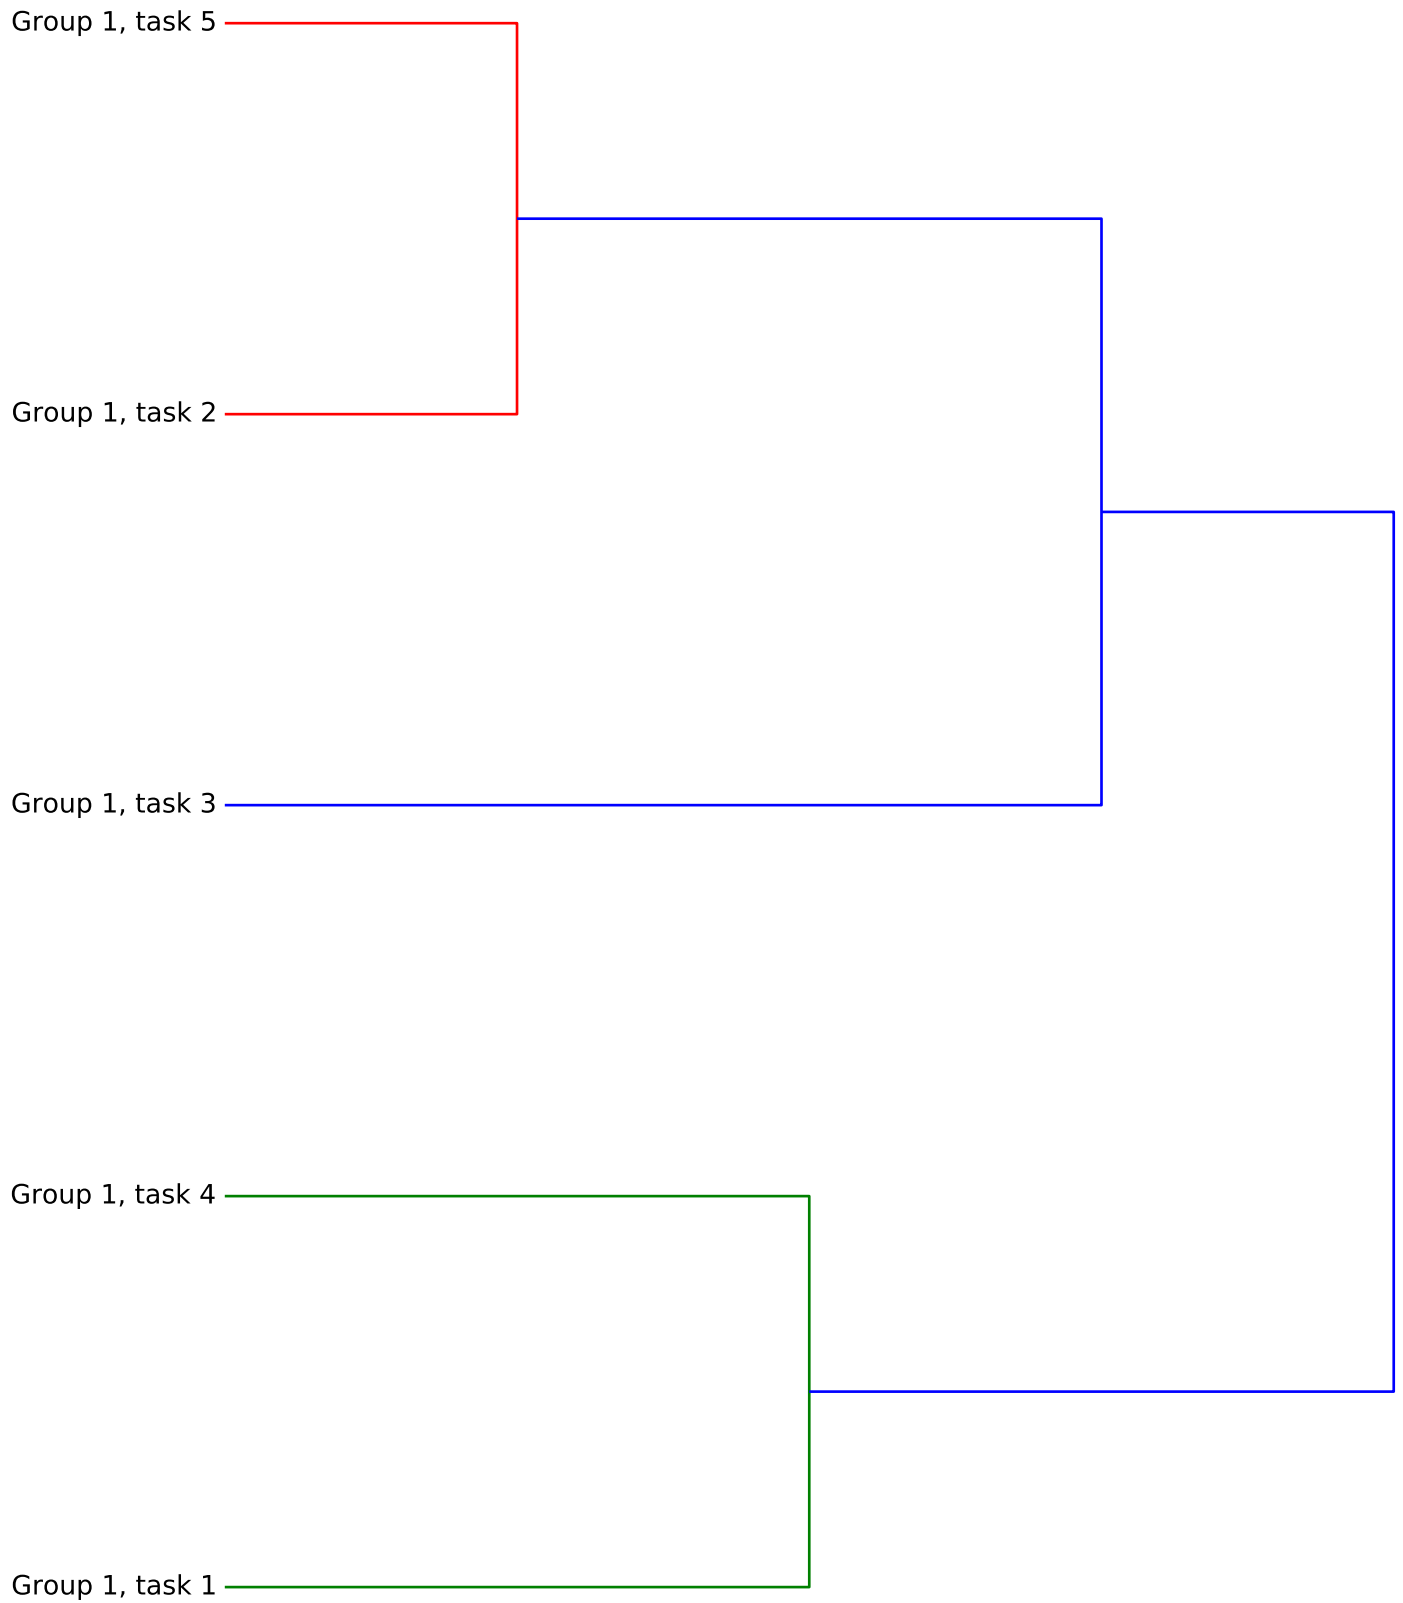 Group 1, task 5
Group 1, task 2
Group 1, task 3
Group 1, task 4
Group 1, task 1